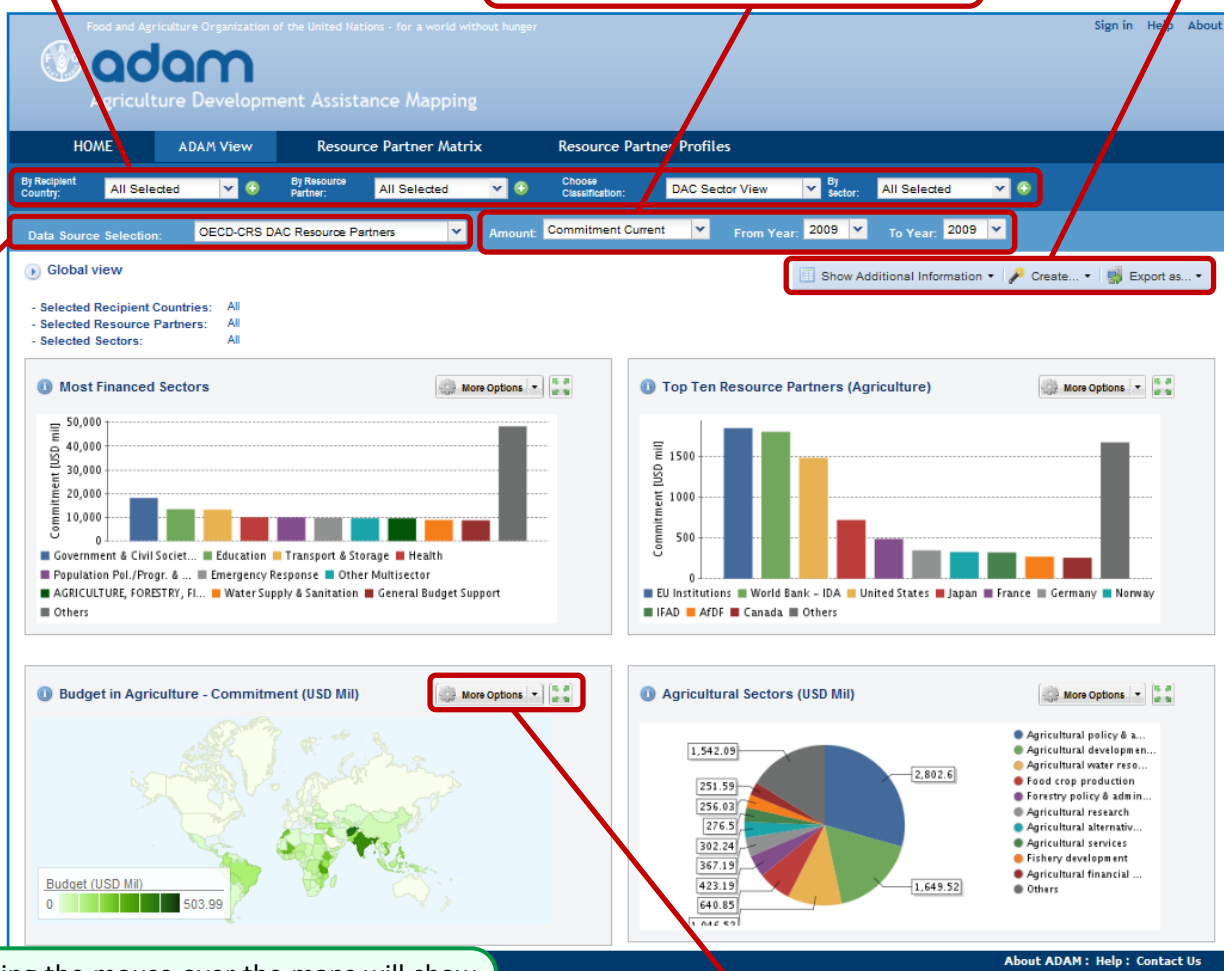 Food and Agriculture Organization of the United Nations - for a world without hunger
Sign in Help About
adam
Agriculture Development Assistance Mapping
HOME ADAM View Resource Partner Matrix Resource Partner Profiles
By Recipient Country: All Selected By Resource Partner: All Selected Choose Classification: DAC Sector View By Sector: All Selected
Data Source Selection: OECD-CRS DAC Resource Partners Amount: Commitment Current From Year: 2009 To Year: 2009
Global view
Show Additional Information Create... Export as...
- Selected Recipient Countries: All
- Selected Resource Partners: All
- Selected Sectors: All
Most Financed Sectors More Options
Commitment [USD mil]
50,000
40,000
30,000
20,000
10,000
0
Government & Civil Societ... Education Transport & Storage Health
Population Pol./Progr. & ... Emergency Response Other Multisector
AGRICULTURE, FORESTRY, FI... Water Supply & Sanitation General Budget Support
Others
Top Ten Resource Partners (Agriculture) More Options
Commitment [USD mil]
1500
1000
500
0
EU Institutions World Bank - IDA United States Japan France Germany Norway
IFAD AfDF Canada Others
Budget in Agriculture - Commitment (USD Mil) More Options
Budget (USD Mil)
0 503.99
Agricultural Sectors (USD Mil) More Options
1,542.09
251.59
256.03
276.5
302.24
367.19
423.19
640.85
1,046.52
2,802.6
1,649.52
Agricultural policy & a...
Agricultural developmen...
Agricultural water reso...
Food crop production
Forestry policy & admin...
Agricultural research
Agricultural alternativ...
Agricultural services
Fishery development
Agricultural financial ...
Others
About ADAM : Help : Contact Us
ing the mouse over the maps will show